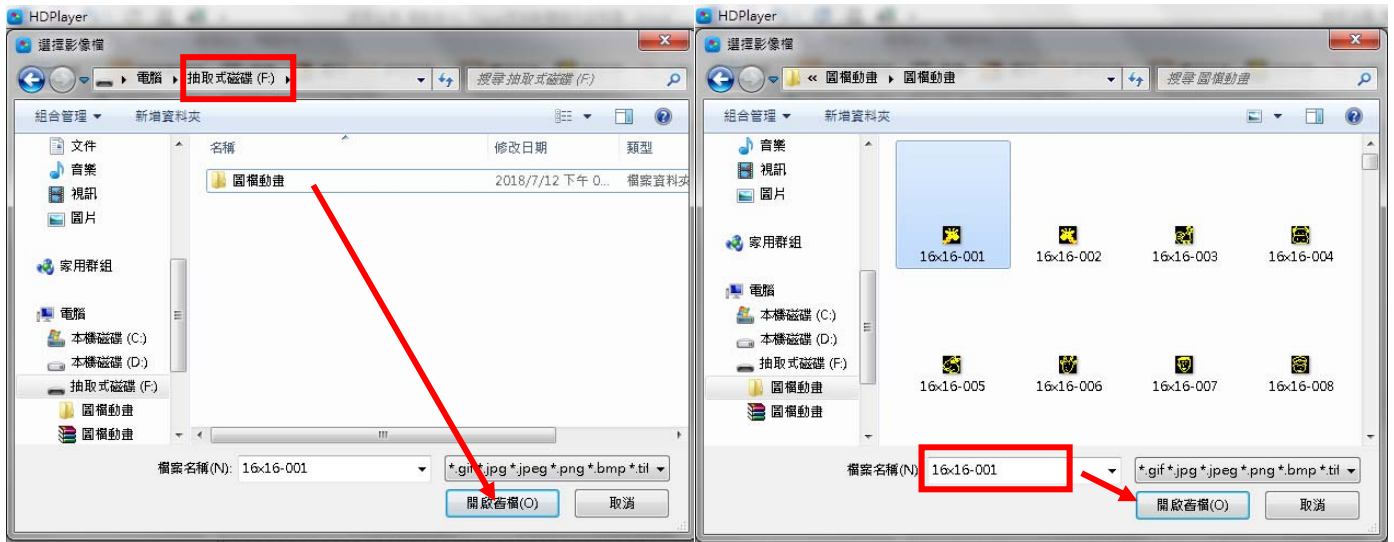 HDPlayer
選擇影像檔
電腦 抽取式磁碟 (F:)
搜尋 抽取式磁碟 (F:)
組合管理 新增資料夾
名稱 修改日期 類型
文件
音樂
視訊
圖片
家用群組
電腦
本機磁碟 (C:)
本機磁碟 (D:)
抽取式磁碟 (F:)
圖檔動畫
圖檔動畫
圖檔動畫 2018/7/12 下午 0... 檔案資料夾
檔案名稱(N): 16x16-001
*.gif *.jpg *.jpeg *.png *.bmp *.tif
開啟舊檔(O) 取消
HDPlayer
選擇影像檔
« 圖檔動畫 圖檔動畫
搜尋 圖檔動畫
組合管理 新增資料夾
音樂
視訊
圖片
家用群組
電腦
本機磁碟 (C:)
本機磁碟 (D:)
抽取式磁碟 (F:)
圖檔動畫
圖檔動畫
16x16-001 16x16-002 16x16-003 16x16-004
16x16-005 16x16-006 16x16-007 16x16-008
檔案名稱(N) 16x16-001
*.gif *.jpg *.jpeg *.png *.bmp *.tif
開啟舊檔(O) 取消